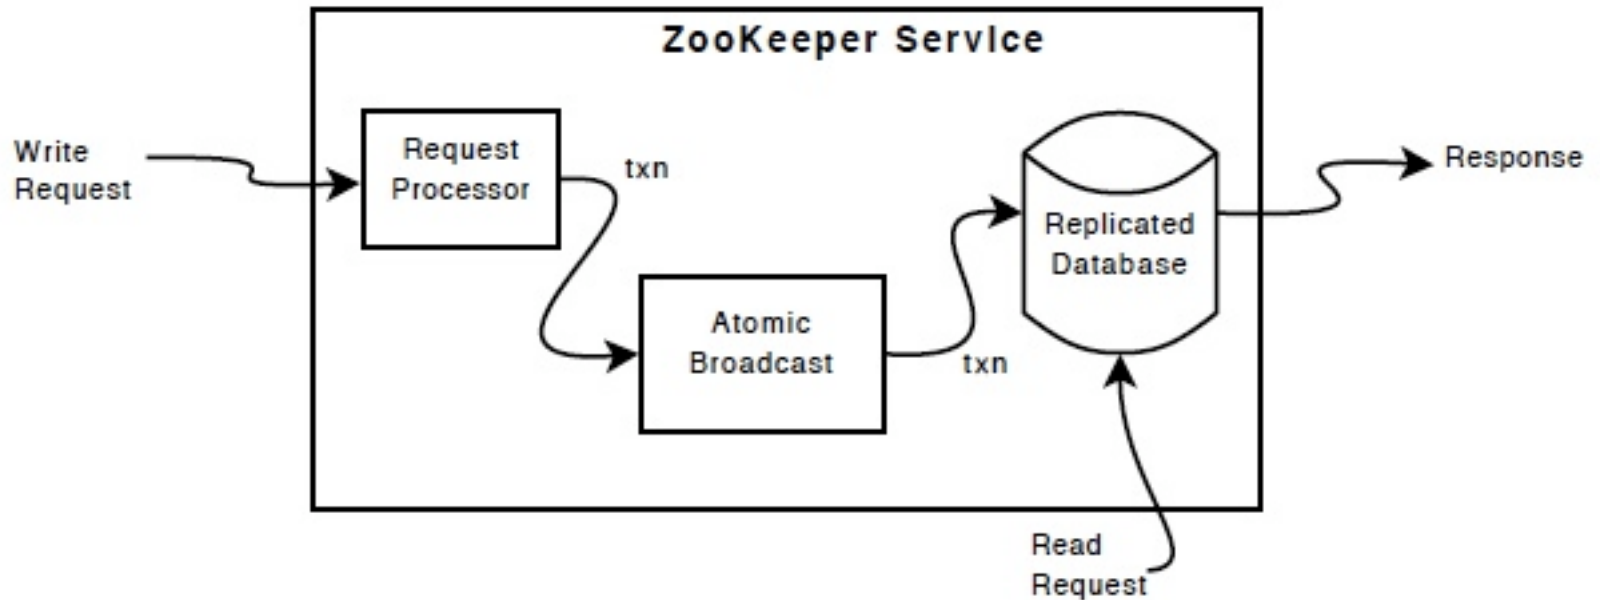 ZooKeeper Service
Write
Request
Request
Processor
txn
Atomic
Broadcast
txn
Replicated
Database
Response
Read
Request